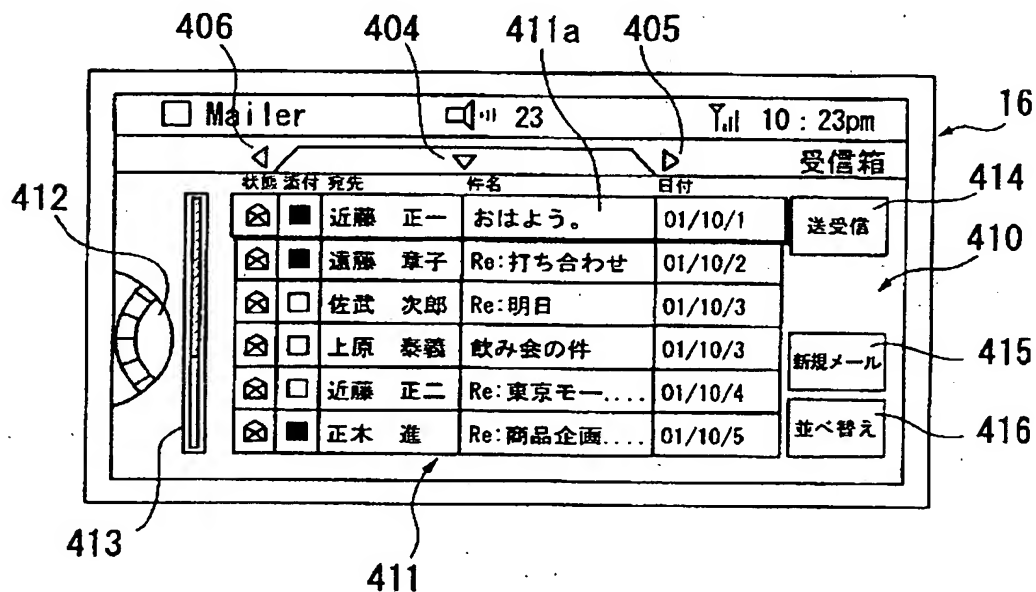 406 404 411a 405
Mailer 23 10:23pm 16
受信箱
状態 添付 宛先 件名 日付
近藤 正一 おはよう。 01/10/1 送受信 414
412 遠藤 章子 Re:打ち合わせ 01/10/2 410
佐武 次郎 Re:明日 01/10/3
上原 泰義 飲み会の件 01/10/3 新規メール 415
近藤 正二 Re:東京モー.... 01/10/4
正木 進 Re:商品企画.... 01/10/5 並べ替え 416
413 411